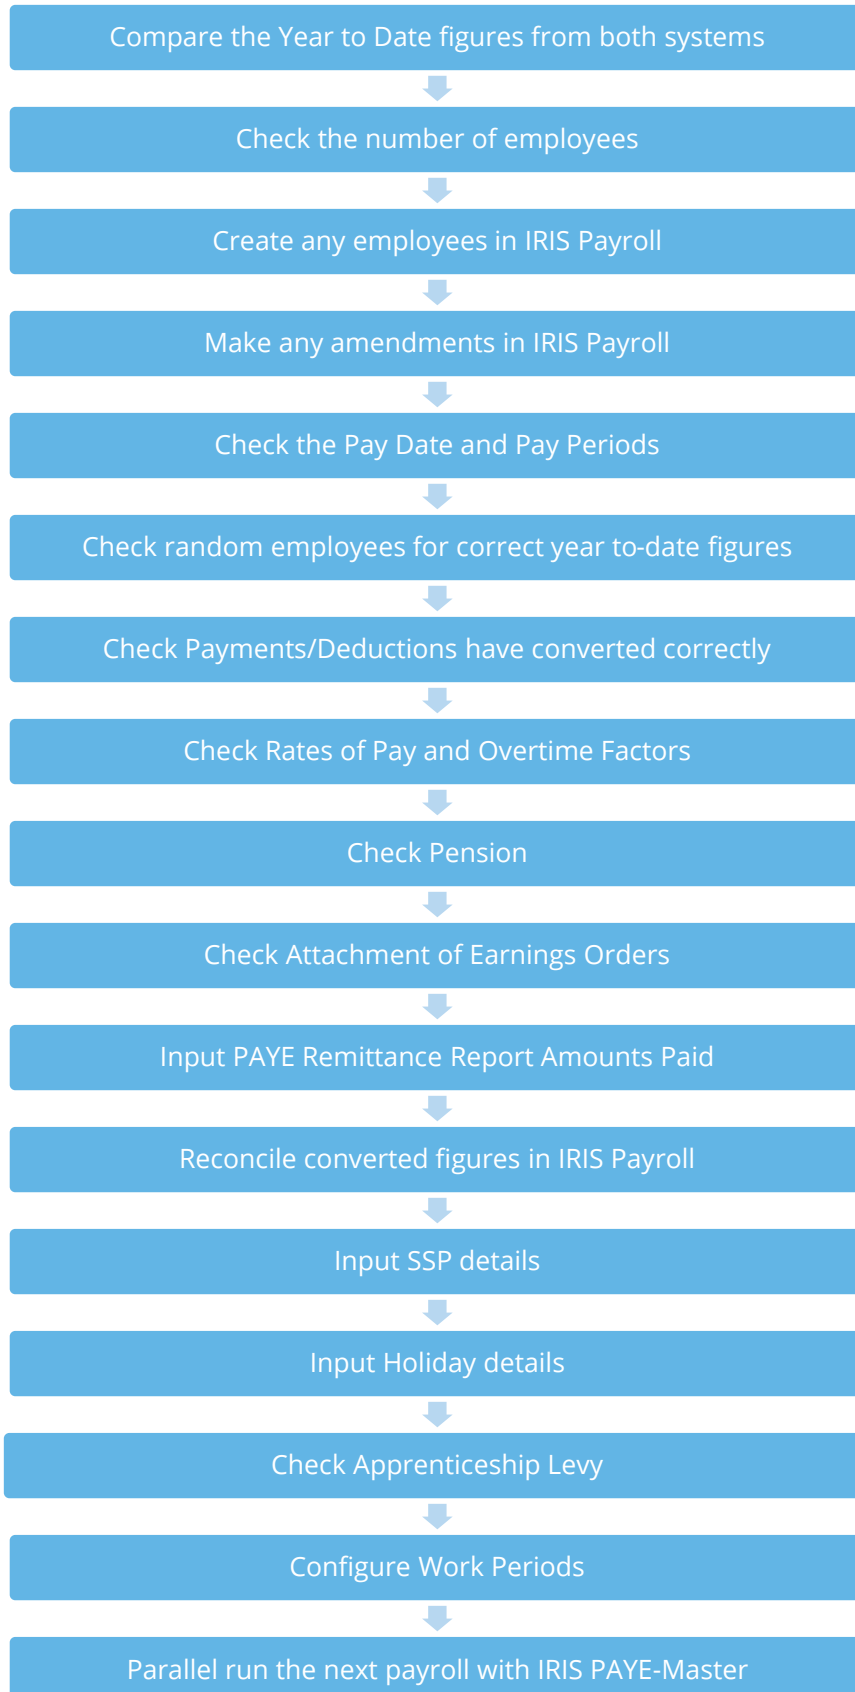 Compare the Year to Date figures from both systems
Check the number of employees
Create any employees in IRIS Payroll
Make any amendments in IRIS Payroll
Check the Pay Date and Pay Periods
Check random employees for correct year to-date figures
Check Payments/Deductions have converted correctly
Check Rates of Pay and Overtime Factors
Check Pension
Check Attachment of Earnings Orders
Input PAYE Remittance Report Amounts Paid
Reconcile converted figures in IRIS Payroll
Input SSP details
Input Holiday details
Check Apprenticeship Levy
Configure Work Periods
Parallel run the next payroll with IRIS PAYE-Master